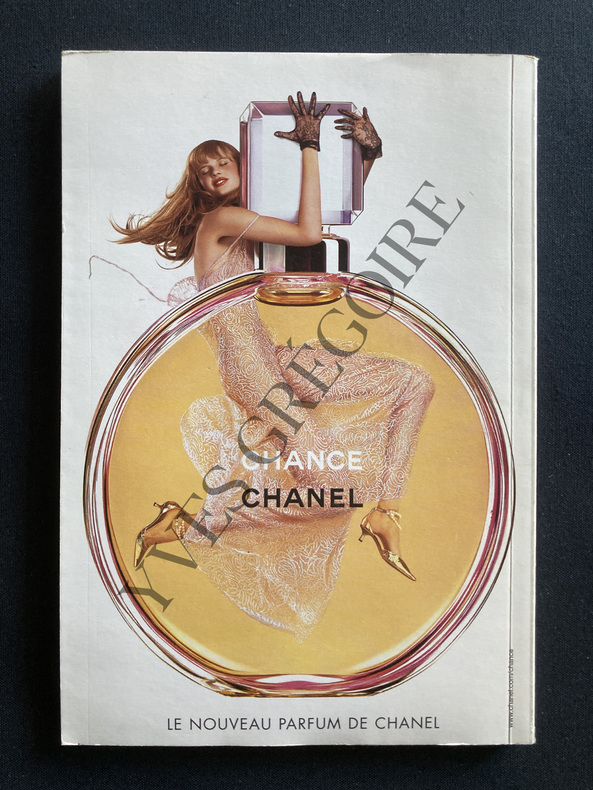 YVES GRÉGOIRE
CHANCE
CHANEL
www.chanel.com/chance
LE NOUVEAU PARFUM DE CHANEL